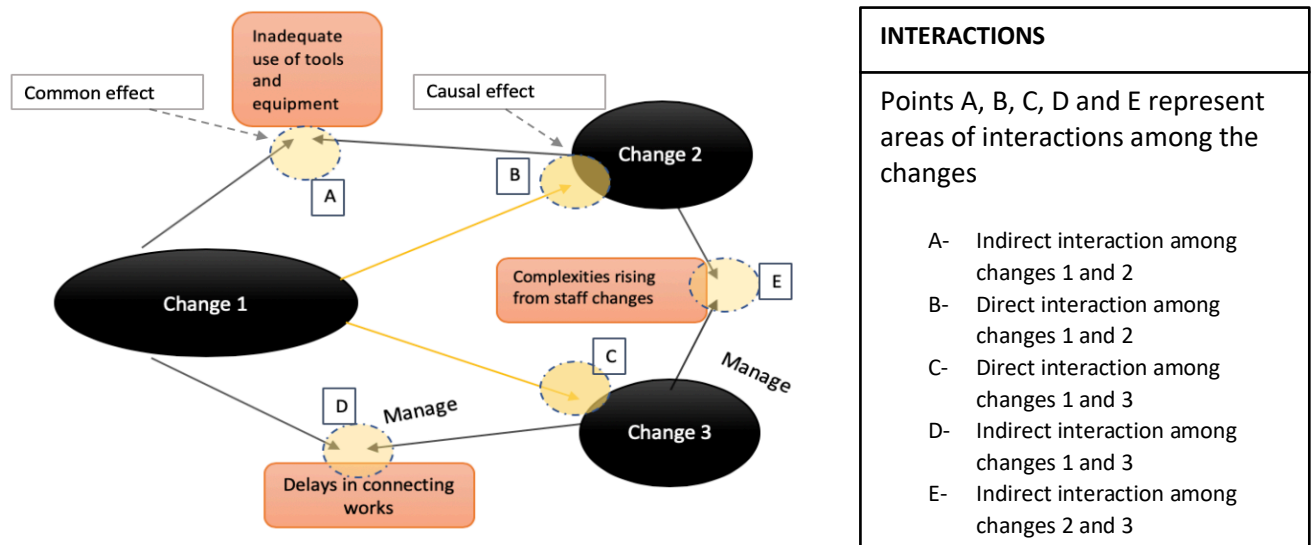 Inadequate
use of tools
and
equipment
Common effect
Causal effect
Change 2
B
A
Complexities rising
from staff changes
E
Change 1
C
Manage
D
Manage
Change 3
Delays in connecting
works
INTERACTIONS
Points A, B, C, D and E represent
areas of interactions among the
changes
A- Indirect interaction among
changes 1 and 2
B- Direct interaction among
changes 1 and 2
C- Direct interaction among
changes 1 and 3
D- Indirect interaction among
changes 1 and 3
E- Indirect interaction among
changes 2 and 3